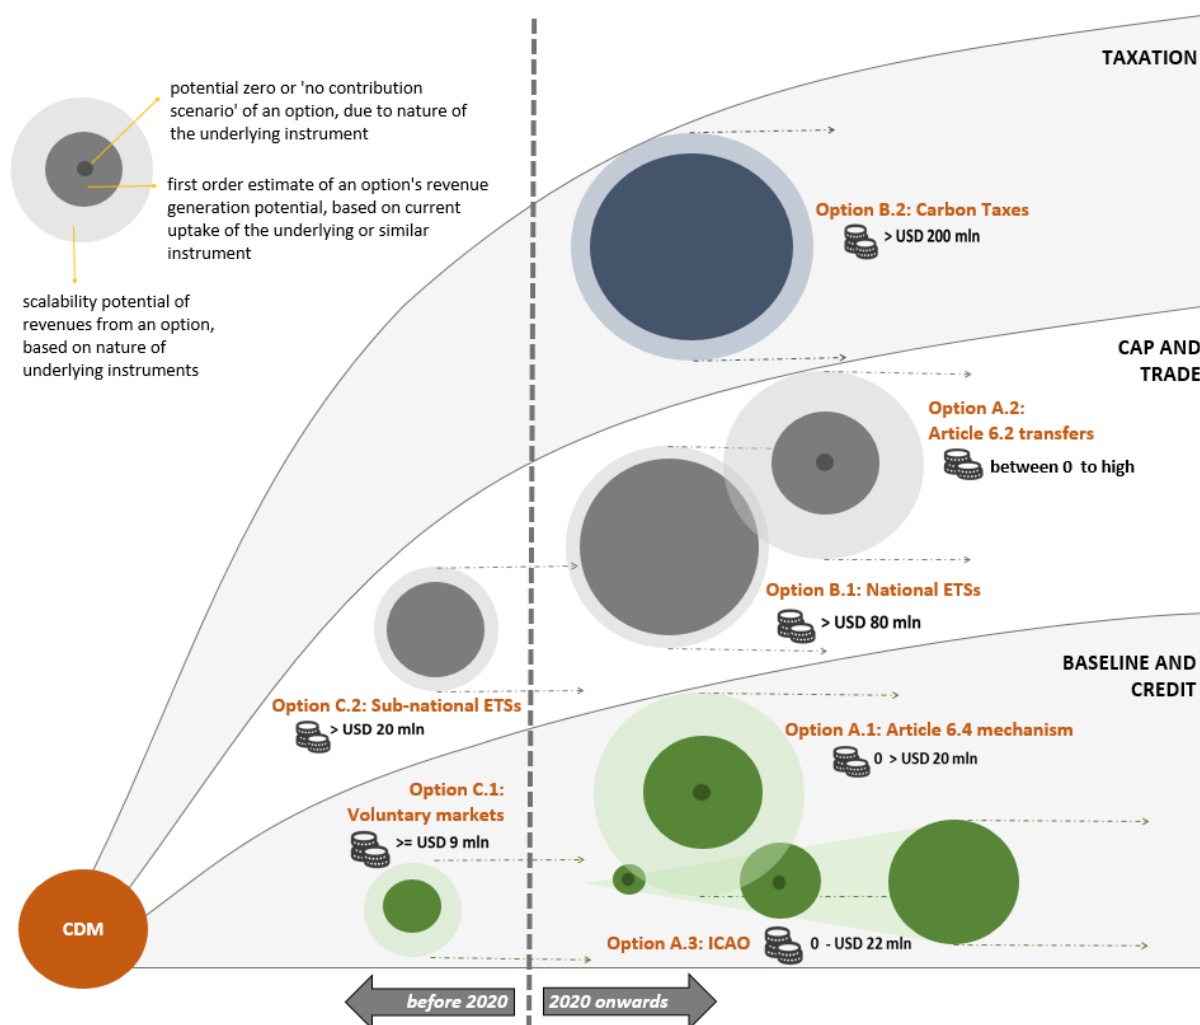 potential zero or 'no contribution
scenario' of an option, due to nature of
the underlying instrument
first order estimate of an option's revenue
generation potential, based on current
uptake of the underlying or similar
instrument
scalability potential of
revenues from an option,
based on nature of
underlying instruments
TAXATION
Option B.2: Carbon Taxes
> USD 200 mln
CAP AND
TRADE
Option A.2:
Article 6.2 transfers
between 0 to high
Option B.1: National ETSs
> USD 80 mln
Option C.2: Sub-national ETSs
> USD 20 mln
BASELINE AND
CREDIT
Option A.1: Article 6.4 mechanism
0 > USD 20 mln
Option C.1:
Voluntary markets
>= USD 9 mln
CDM
Option A.3: ICAO
0 - USD 22 mln
before 2020
2020 onwards